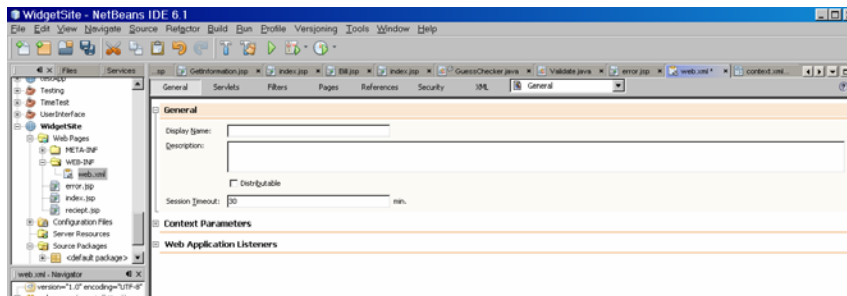 WidgetSite - NetBeans IDE 6.1
File Edit View Navigate Source Refactor Build Run Profile Versioning Tools Window Help
Files Services
...sp GetInformation.jsp index.jsp Bill.jsp index.jsp GuessChecker.java Validate.java error.jsp web.xml* context.xml...
General Servlets Filters Pages References Security XML General
Testing
TimeTest
UserInterface
WidgetSite
Web Pages
META-INF
WEB-INF
web.xml
error.jsp
index.jsp
reciept.jsp
Configuration Files
Server Resources
Source Packages
<default package>
web.xml - Navigator
version="1.0" encoding="UTF-8"
General
Display Name:
Description:
Distributable
Session Timeout: 30 min.
Context Parameters
Web Application Listeners